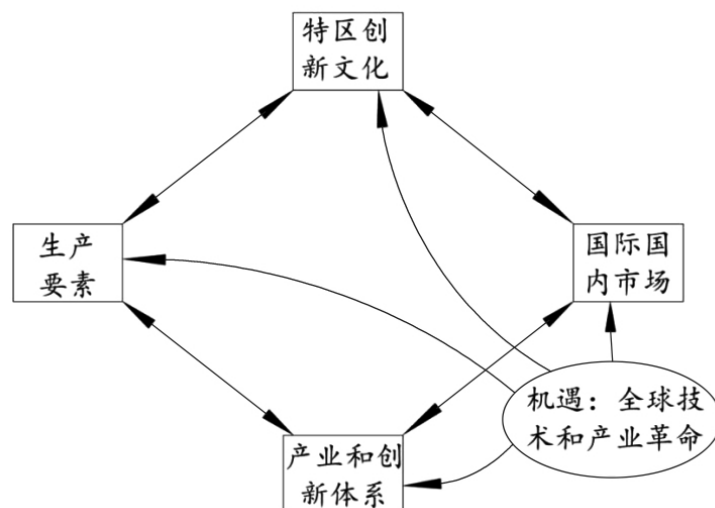 特区创
新文化
生产
要素
国际国
内市场
机遇：全球技
术和产业革命
产业和创
新体系